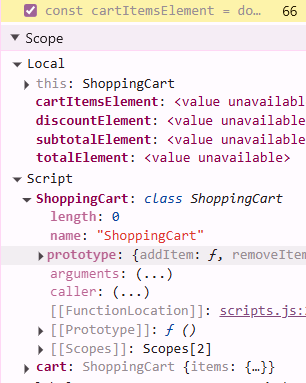 const cartItemsElement = do… 66
Scope
Local
this: ShoppingCart
cartItemsElement: <value unavailabl
discountElement: <value unavailabl
subtotalElement: <value unavailabl
totalElement: <value unavailable>
Script
ShoppingCart: class ShoppingCart
length: 0
name: "ShoppingCart"
prototype: {addItem: ƒ, removeItem
arguments: (...)
caller: (...)
[[FunctionLocation]]: scripts.js:
[[Prototype]]: ƒ ()
[[Scopes]]: Scopes[2]
cart: ShoppingCart {items: {…}}